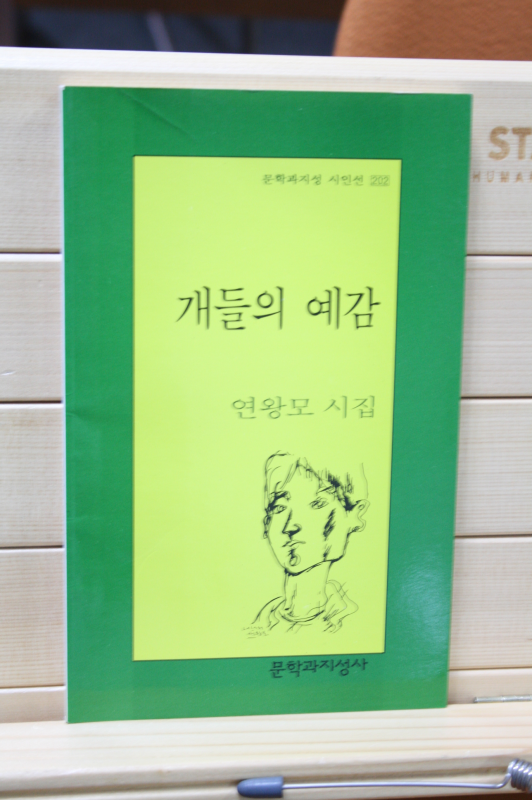 문학과지성 시인선 202
개들의 예감
연왕모 시집
문학과지성사